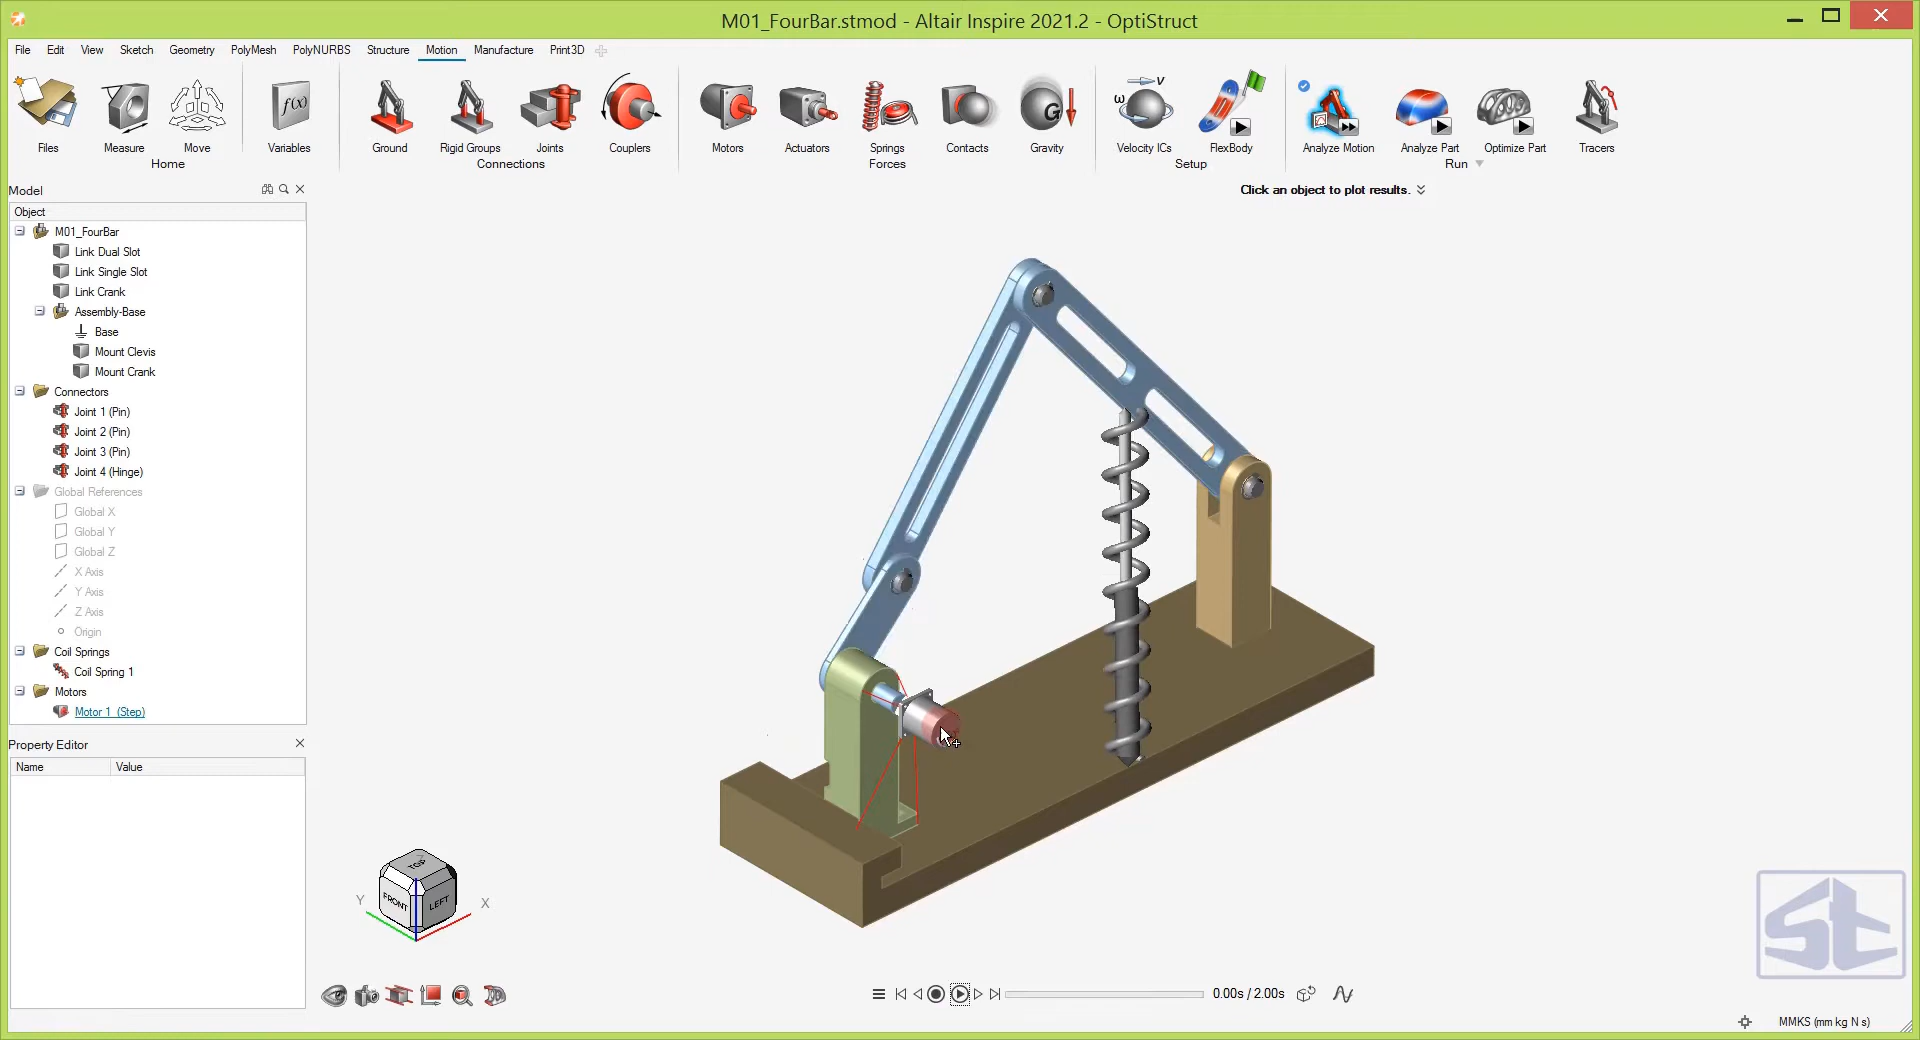 M01_FourBar.stmod - Altair Inspire 2021.2 - OptiStruct
File Edit View Sketch Geometry PolyMesh PolyNURBS Structure Motion Manufacture Print3D
f(x)
G
v
ω
Files Measure Move Variables Ground Rigid Groups Joints Couplers Motors Actuators Springs Contacts Gravity Velocity ICs FlexBody Analyze Motion Analyze Part Optimize Part Tracers
Home Connections Forces Setup Run
Model
Click an object to plot results.
Object
M01_FourBar
Link Dual Slot
Link Single Slot
Link Crank
Assembly-Base
Base
Mount Clevis
Mount Crank
Connectors
Joint 1 (Pin)
Joint 2 (Pin)
Joint 3 (Pin)
Joint 4 (Hinge)
Global References
Global X
Global Y
Global Z
X Axis
Y Axis
Z Axis
Origin
Coil Springs
Coil Spring 1
Motors
Motor 1 (Step)
Property Editor
Name Value
TOP
FRONT LEFT
Y X
st
0.00s / 2.00s
MMKS (mm kg N s)